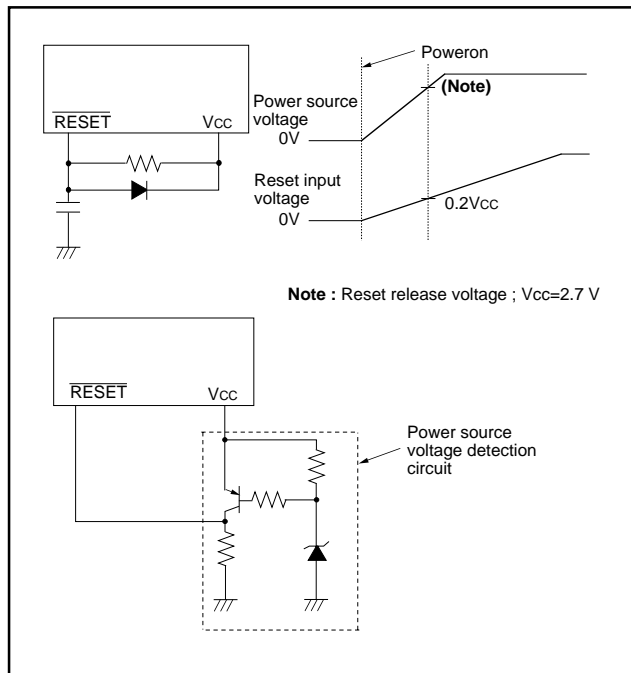 Poweron
(Note)
Power source
voltage
0V
RESET
VCC
Reset input
voltage
0V
0.2VCC
Note : Reset release voltage ; Vcc=2.7 V
RESET
VCC
Power source
voltage detection
circuit